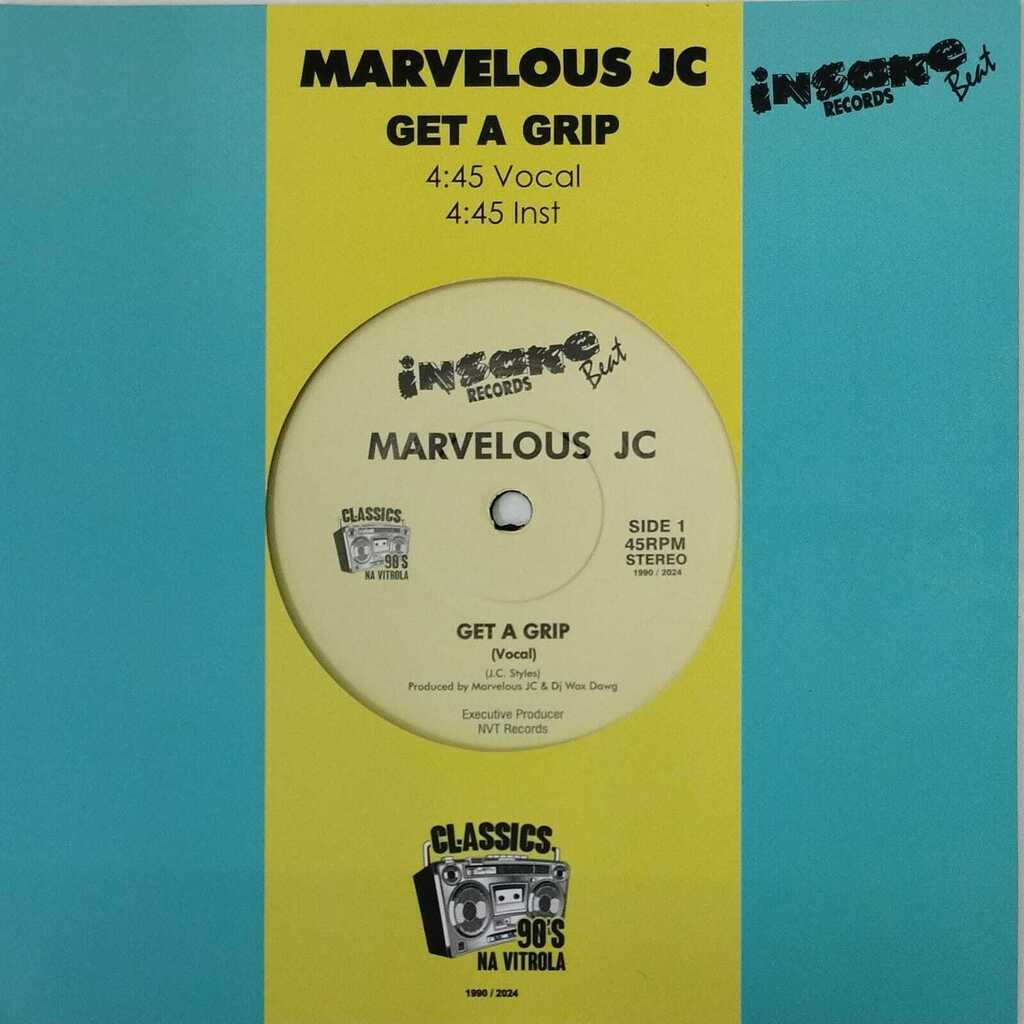 MARVELOUS JC
GET A GRIP
4:45 Vocal
4:45 Inst
iNSANE
Beat
RECORDS
iNSANE
Beat
RECORDS
MARVELOUS JC
CLASSICS
90'S
NA VITROLA
SIDE 1
45RPM
STEREO
1990 / 2024
GET A GRIP
(Vocal)
(J.C. Styles)
Produced by Marvelous JC & Dj Wax Dawg
Executive Producer
NVT Records
CLASSICS
90'S
NA VITROLA
1990 / 2024